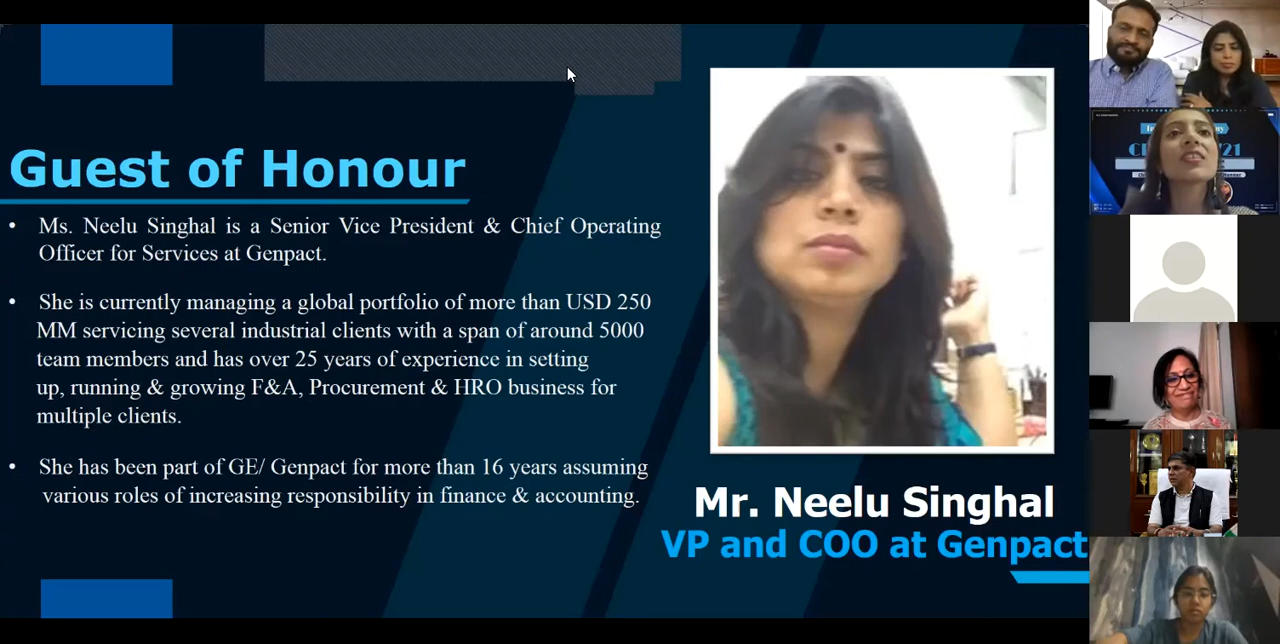 Guest of Honour
• Ms. Neelu Singhal is a Senior Vice President & Chief Operating
Officer for Services at Genpact.
• She is currently managing a global portfolio of more than USD 250
MM servicing several industrial clients with a span of around 5000
team members and has over 25 years of experience in setting
up, running & growing F&A, Procurement & HRO business for
multiple clients.
• She has been part of GE/ Genpact for more than 16 years assuming
various roles of increasing responsibility in finance & accounting.
Mr. Neelu Singhal
VP and COO at Genpact